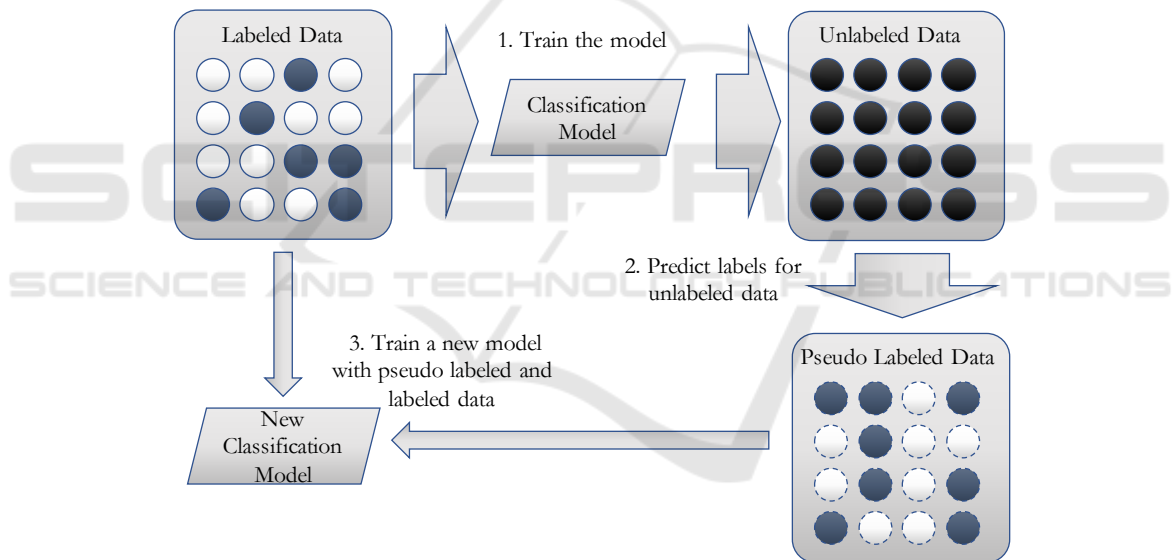 Labeled Data
1. Train the model
Classification
Model
Unlabeled Data
2. Predict labels for
unlabeled data
3. Train a new model
with pseudo labeled and
labeled data
Pseudo Labeled Data
New
Classification
Model
SCITEPRESS
SCIENCE AND TECHNOLOGY PUBLICATIONS